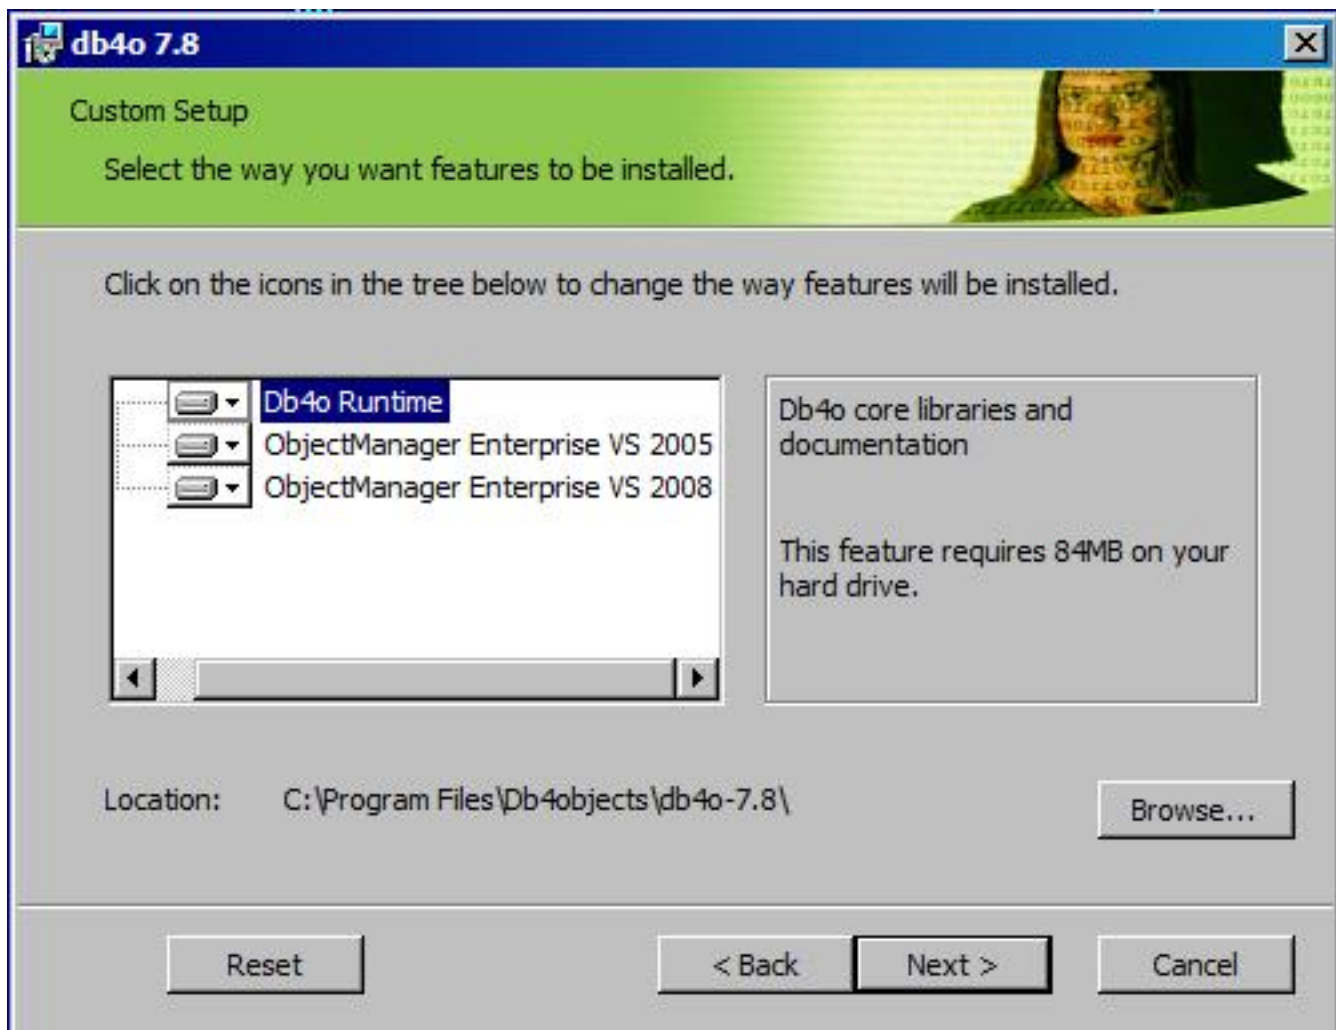 db4o 7.8
Custom Setup
Select the way you want features to be installed.
Click on the icons in the tree below to change the way features will be installed.
Db4o Runtime
ObjectManager Enterprise VS 2005
ObjectManager Enterprise VS 2008
Db4o core libraries and
documentation
This feature requires 84MB on your
hard drive.
Location: C:\Program Files\Db4objects\db4o-7.8\
Browse...
Reset
< Back
Next >
Cancel